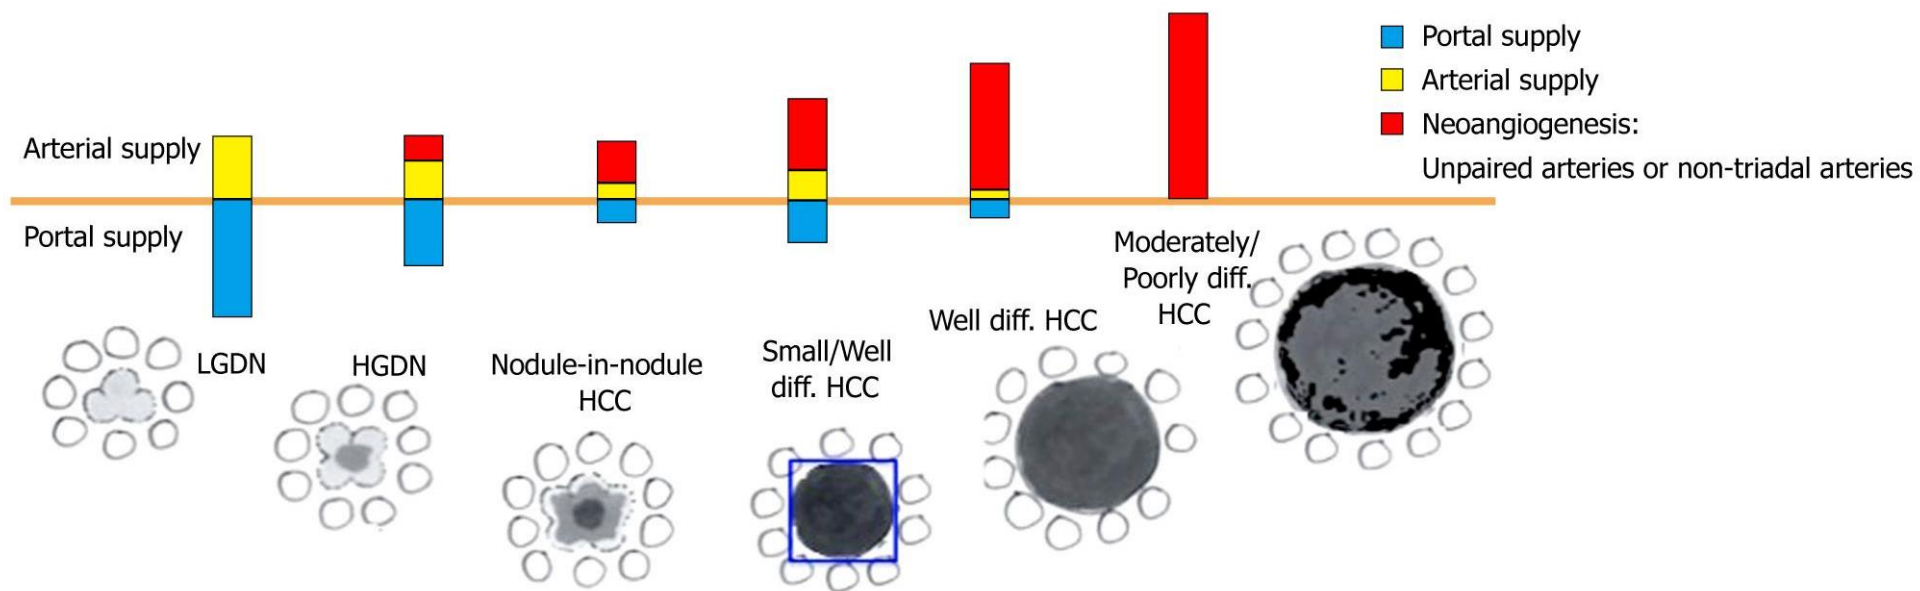 Portal supply
Arterial supply
Neoangiogenesis:
Unpaired arteries or non-triadal arteries
Arterial supply
Portal supply
LGDN
HGDN
Nodule-in-nodule
HCC
Small/Well
diff. HCC
Well diff. HCC
Moderately/
Poorly diff.
HCC